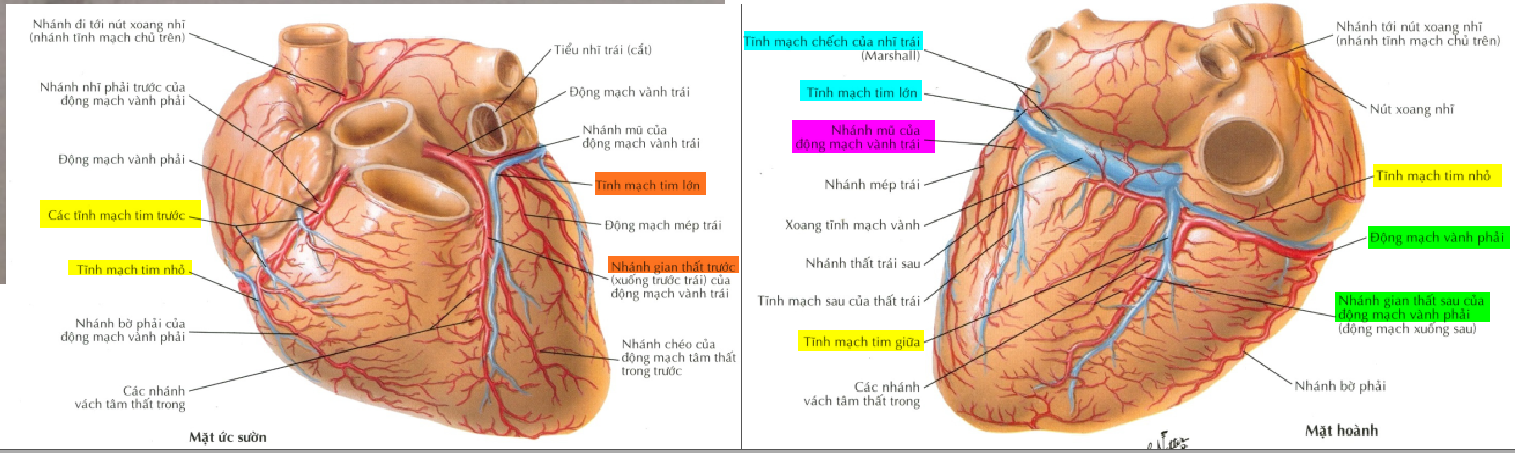 Nhánh đi tới nút xoang nhĩ
(nhánh tĩnh mạch chủ trên)
Nhánh nhĩ phải trước của
động mạch vành phải
Động mạch vành phải
Các tĩnh mạch tim trước
Tĩnh mạch tim nhỏ
Nhánh bờ phải của
động mạch vành phải
Các nhánh
vách tâm thất trong
Mặt ức sườn
Tiểu nhĩ trái (cắt)
Động mạch vành trái
Nhánh mũ của
động mạch vành trái
Tĩnh mạch tim lớn
Động mạch mép trái
Nhánh gian thất trước
(xuống trước trái) của
động mạch vành trái
Nhánh chéo của
động mạch tâm thất
trong trước
Tĩnh mạch chếch của nhĩ trái
(Marshall)
Tĩnh mạch tim lớn
Nhánh mũ của
động mạch vành trái
Nhánh mép trái
Xoang tĩnh mạch vành
Nhánh thất trái sau
Tĩnh mạch sau của thất trái
Tĩnh mạch tim giữa
Các nhánh
vách tâm thất trong
Nhánh tới nút xoang nhĩ
(nhánh tĩnh mạch chủ trên)
Nút xoang nhĩ
Tĩnh mạch tim nhỏ
Động mạch vành phải
Nhánh gian thất sau của
động mạch vành phải
(động mạch xuống sau)
Nhánh bờ phải
Mặt hoành